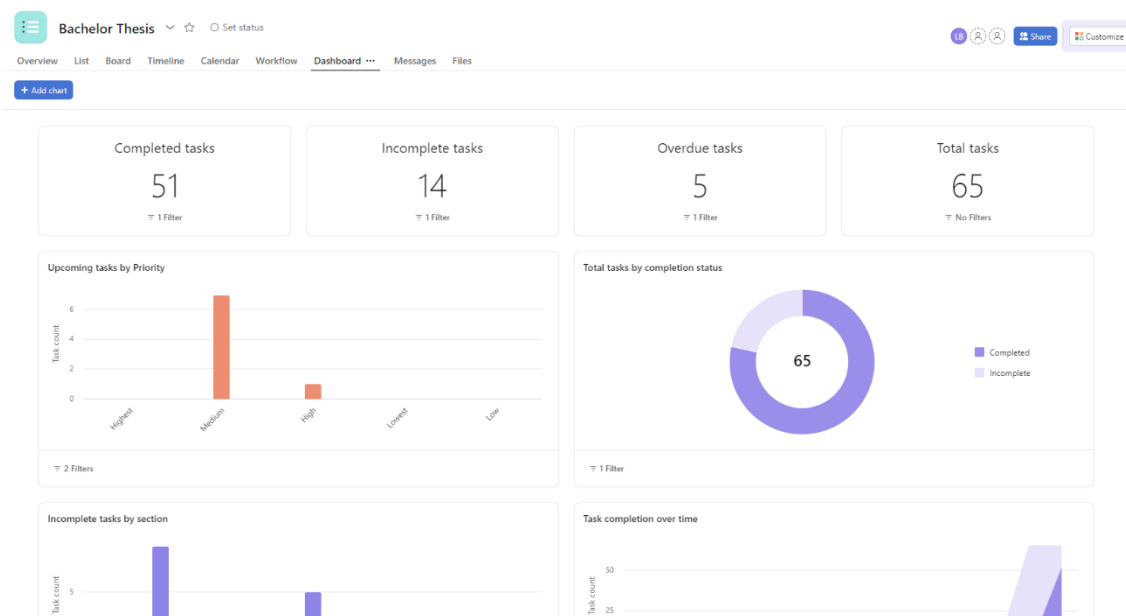 Bachelor Thesis
Set status
LB
Share
Customize
Overview List Board Timeline Calendar Workflow Dashboard ··· Messages Files
+ Add chart
Completed tasks
51
1 Filter
Incomplete tasks
14
1 Filter
Overdue tasks
5
1 Filter
Total tasks
65
No Filters
Upcoming tasks by Priority
Task count
6
4
2
0
Highest
Medium
High
Lowest
Low
2 Filters
Total tasks by completion status
65
Completed
Incomplete
1 Filter
Incomplete tasks by section
Task count
5
Task completion over time
Task count
50
25